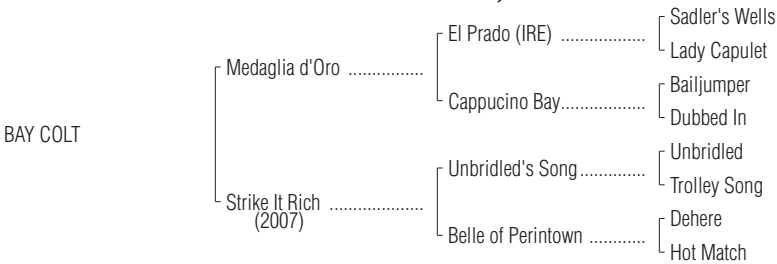 Sadler's Wells
El Prado (IRE) ..................
Lady Capulet
Medaglia d'Oro ................
Bailjumper
Cappucino Bay..................
Dubbed In
BAY COLT
Unbridled
Unbridled's Song..............
Trolley Song
Strike It Rich ....................
(2007)
Dehere
Belle of Perintown ............
Hot Match